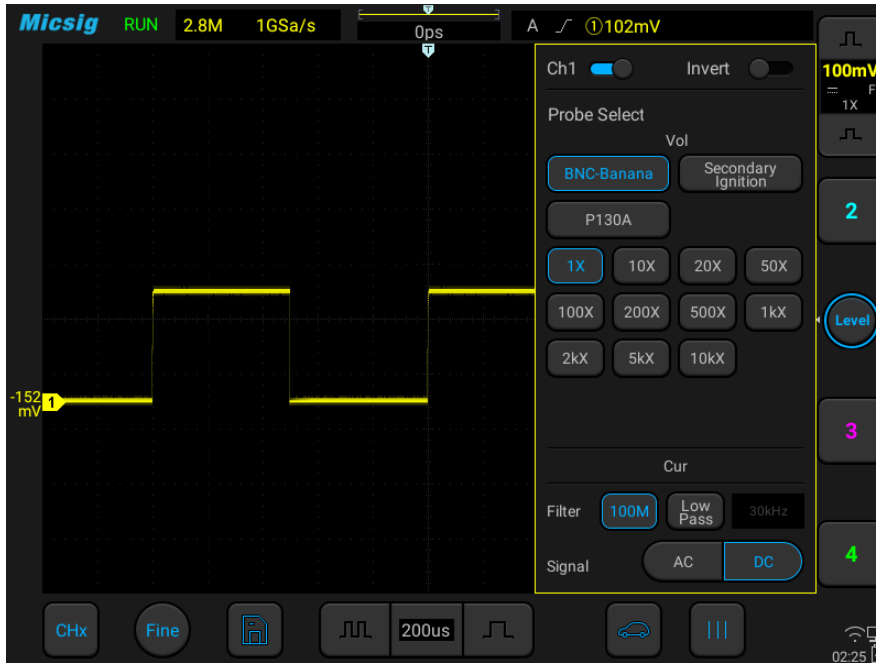 Micsig RUN 2.8M 1GSa/s T 0ps A ①102mV
T
Ch1 Invert
100mV
F
1X
Probe Select
Vol
BNC-Banana Secondary Ignition
P130A
2
1X 10X 20X 50X
100X 200X 500X 1kX
Level
2kX 5kX 10kX
-152 mV 1
3
Cur
Filter 100M Low Pass 30kHz
Signal AC DC
4
CHx Fine 200us
02:25